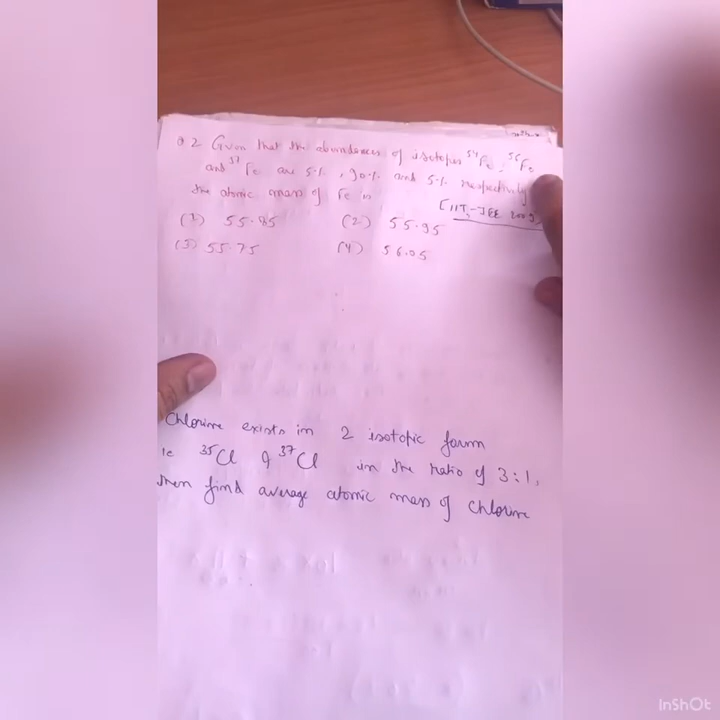 Q.2 Given that the abundances of isotopes ⁵⁴Fe, ⁵⁶Fe
and ⁵⁷Fe are 5%, 90% and 5% respectively
the atomic mass of Fe is
[IIT-JEE 2009]
(1) 55.85 (2) 55.95
(3) 55.75 (4) 56.05
Chlorine exists in 2 isotopic form
ie ³⁵Cl & ³⁷Cl in the ratio of 3:1,
then find average atomic mass of chlorine
InShOt